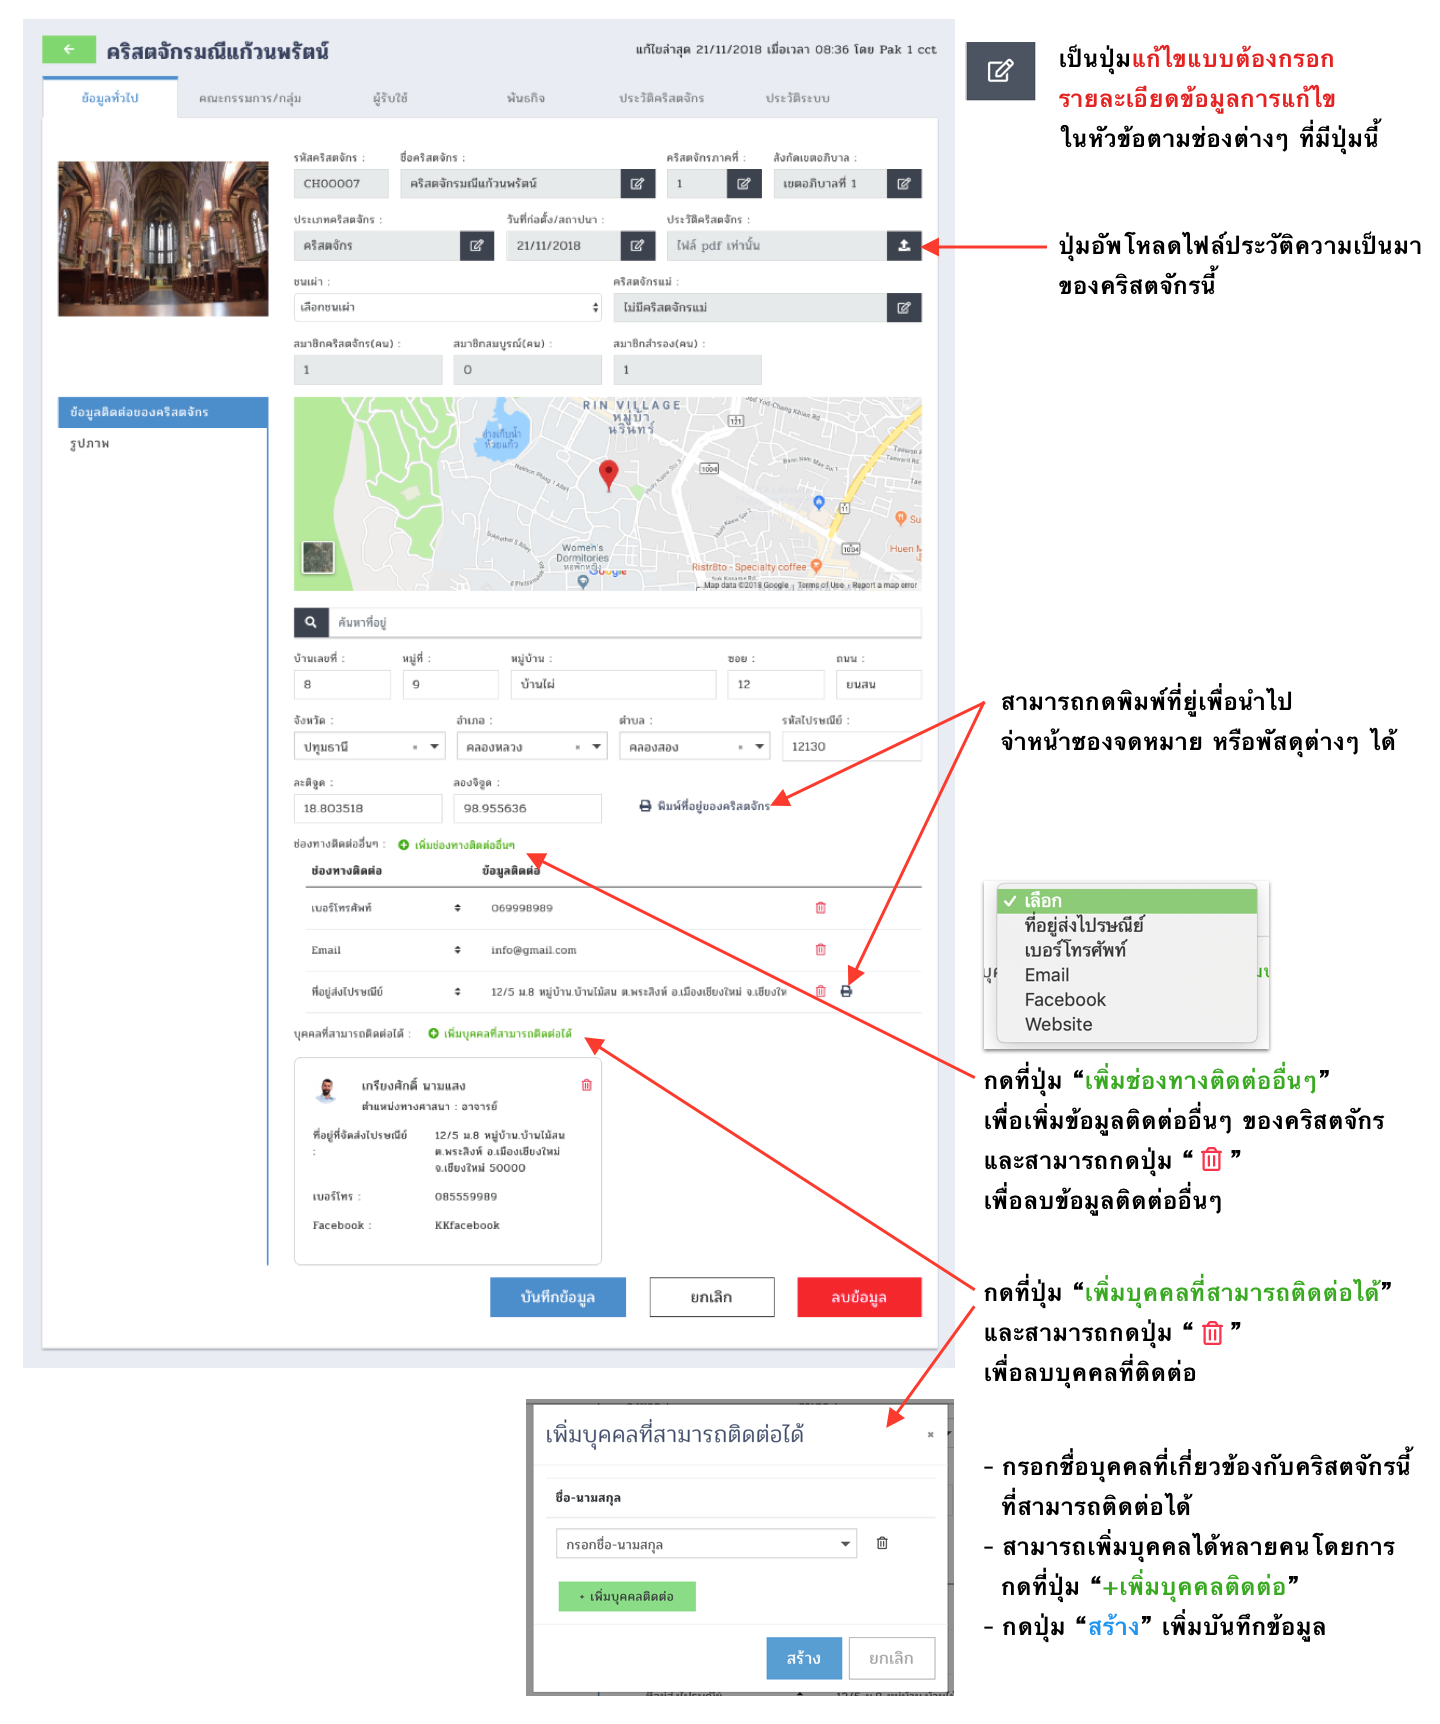 คริสตจักรมณีแก้วนพรัตน์
แก้ไขล่าสุด 21/11/2018 เมื่อเวลา 08:36 โดย Pak 1 cct
ข้อมูลทั่วไป
คณะกรรมการ/กลุ่ม
ผู้รับใช้
พันธกิจ
ประวัติคริสตจักร
ประวัติระบบ
รหัสคริสตจักร :
ชื่อคริสตจักร :
คริสตจักรภาคที่ :
สังกัดเขตอภิบาล :
CH00007
คริสตจักรมณีแก้วนพรัตน์
1
เขตอภิบาลที่ 1
ประเภทคริสตจักร :
วันที่ก่อตั้ง/สถาปนา :
ประวัติคริสตจักร :
คริสตจักร
21/11/2018
ไฟล์ pdf เท่านั้น
ชนเผ่า :
คริสตจักรแม่ :
เลือกชนเผ่า
ไม่มีคริสตจักรแม่
สมาชิกคริสตจักร(คน) :
สมาชิกสมบูรณ์(คน) :
สมาชิกสำรอง(คน) :
1
0
1
ข้อมูลติดต่อของคริสตจักร
รูปภาพ
RIN VILLAGE
หมู่บ้า
นรินทร์
อ่างเก็บน้ำ
ห้วยแก้ว
121
1004
11
Women's
Dormitories
หอพักหญิง
Google
Ristr8to - Specialty coffee
Huen
Map data ©2018 Google
Terms of Use
Report a map error
ค้นหาที่อยู่
บ้านเลขที่ :
หมู่ที่ :
หมู่บ้าน :
ซอย :
ถนน :
8
9
บ้านไผ่
12
ยนสน
จังหวัด :
อำเภอ :
ตำบล :
รหัสไปรษณีย์ :
ปทุมธานี
คลองหลวง
คลองสอง
12130
ละติจูด :
ลองจิจูด :
18.803518
98.955636
พิมพ์ที่อยู่ของคริสตจักร
ช่องทางติดต่ออื่นๆ :
เพิ่มช่องทางติดต่ออื่นๆ
ช่องทางติดต่อ
ข้อมูลติดต่อ
เบอร์โทรศัพท์
069998989
Email
info@gmail.com
ที่อยู่ส่งไปรษณีย์
12/5 ม.8 หมู่บ้าน.บ้านไม้สน ต.พระสิงห์ อ.เมืองเชียงใหม่ จ.เชียงให
บุคคลที่สามารถติดต่อได้ :
เพิ่มบุคคลที่สามารถติดต่อได้
เกรียงศักดิ์ นามแสง
ตำแหน่งทางศาสนา : อาจารย์
ที่อยู่ที่จัดส่งไปรษณีย์ :
12/5 ม.8 หมู่บ้าน.บ้านไม้สน
ต.พระสิงห์ อ.เมืองเชียงใหม่
จ.เชียงใหม่ 50000
เบอร์โทร :
085559989
Facebook :
KKfacebook
บันทึกข้อมูล
ยกเลิก
ลบข้อมูล
เป็นปุ่มแก้ไขแบบต้องกรอก
รายละเอียดข้อมูลการแก้ไข
ในหัวข้อตามช่องต่างๆ ที่มีปุ่มนี้
ปุ่มอัพโหลดไฟล์ประวัติความเป็นมา
ของคริสตจักรนี้
สามารถกดพิมพ์ที่ยู่เพื่อนำไป
จ่าหน้าซองจดหมาย หรือพัสดุต่างๆ ได้
✓ เลือก
ที่อยู่ส่งไปรษณีย์
เบอร์โทรศัพท์
Email
Facebook
Website
กดที่ปุ่ม “เพิ่มช่องทางติดต่ออื่นๆ”
เพื่อเพิ่มข้อมูลติดต่ออื่นๆ ของคริสตจักร
และสามารถกดปุ่ม “ ”
เพื่อลบข้อมูลติดต่ออื่นๆ
กดที่ปุ่ม “เพิ่มบุคคลที่สามารถติดต่อได้”
และสามารถกดปุ่ม “ ”
เพื่อลบบุคคลที่ติดต่อ
เพิ่มบุคคลที่สามารถติดต่อได้
×
ชื่อ-นามสกุล
กรอกชื่อ-นามสกุล
+ เพิ่มบุคคลติดต่อ
สร้าง
ยกเลิก
- กรอกชื่อบุคคลที่เกี่ยวข้องกับคริสตจักรนี้
ที่สามารถติดต่อได้
- สามารถเพิ่มบุคคลได้หลายคนโดยการ
กดที่ปุ่ม “+เพิ่มบุคคลติดต่อ”
- กดปุ่ม “สร้าง” เพิ่มบันทึกข้อมูล